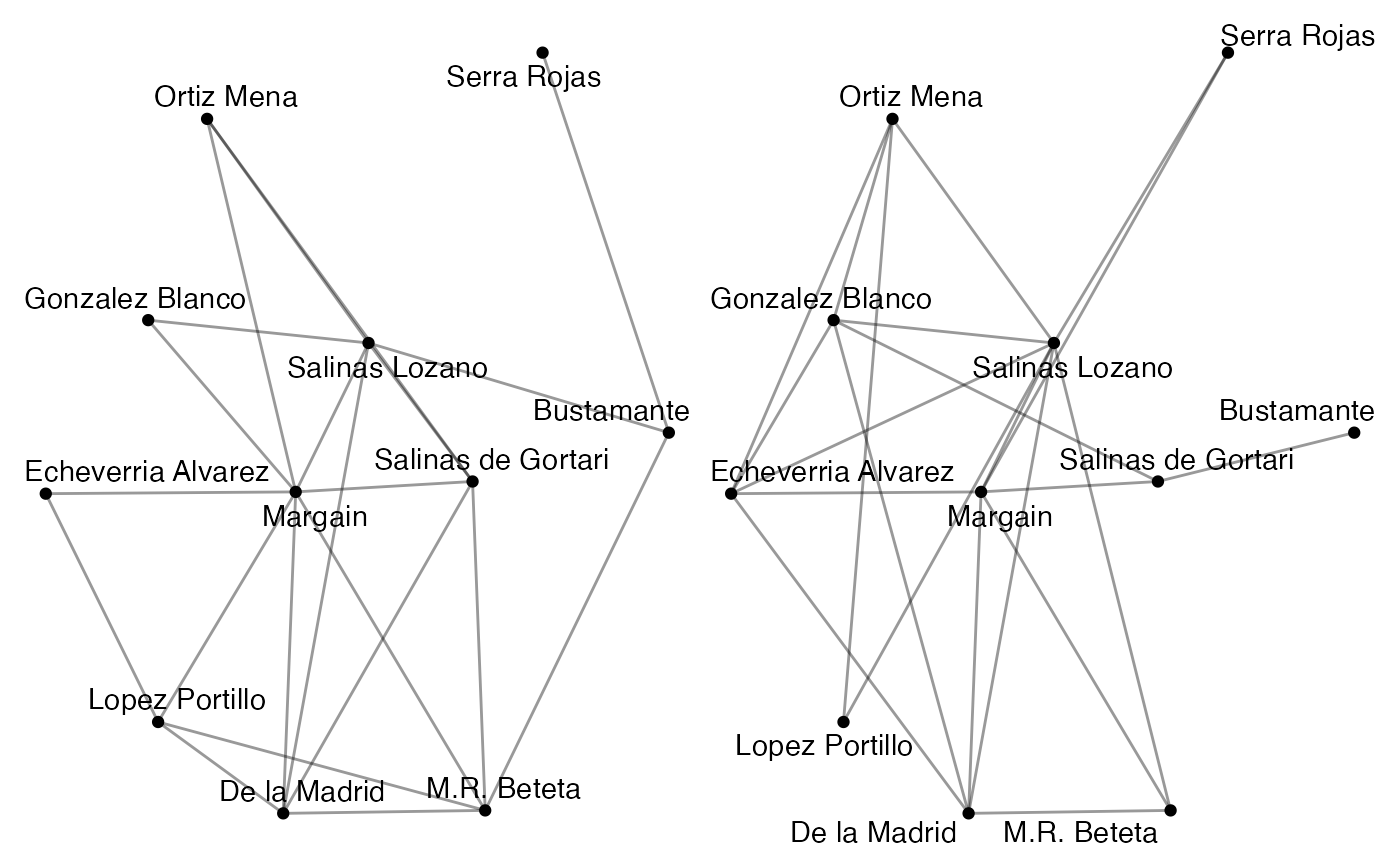 Serra Rojas
Ortiz Mena
Gonzalez Blanco
Salinas Lozano
Bustamante
Salinas de Gortari
Echeverria Alvarez
Margain
Lopez Portillo
De la Madrid
M.R. Beteta
Serra Rojas
Ortiz Mena
Gonzalez Blanco
Salinas Lozano
Bustamante
Salinas de Gortari
Echeverria Alvarez
Margain
Lopez Portillo
De la Madrid
M.R. Beteta